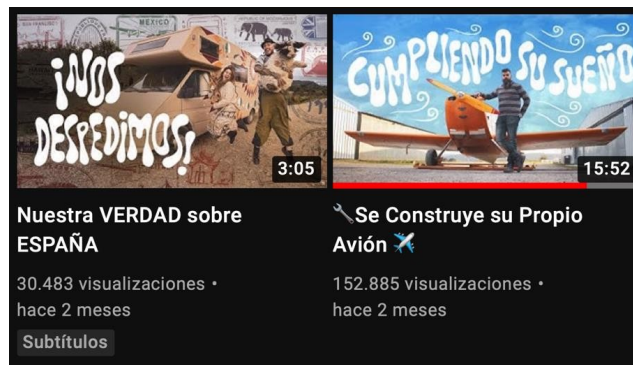 MEXICO
¡NOS
DESPEDIMOS!
3:05
Nuestra VERDAD sobre
ESPAÑA
30.483 visualizaciones •
hace 2 meses
Subtítulos
CUMPLIENDO SU SUEÑO
15:52
🔧Se Construye su Propio
Avión ✈️
152.885 visualizaciones •
hace 2 meses